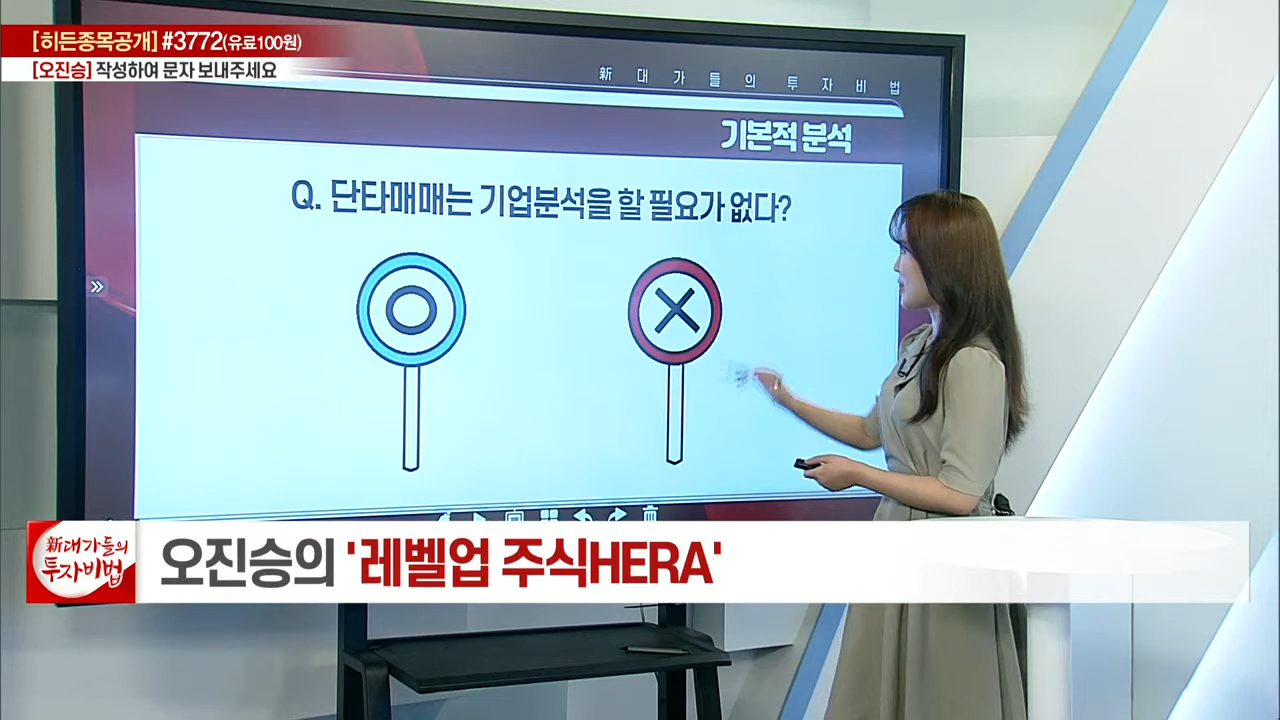 [히든종목공개] #3772(유료100원)
[오진승] 작성하여 문자 보내주세요
新 대가들의 투자비법
기본적 분석
Q. 단타매매는 기업분석을 할 필요가 없다?
新대가들의
투자비법
오진승의 '레벨업 주식HERA'